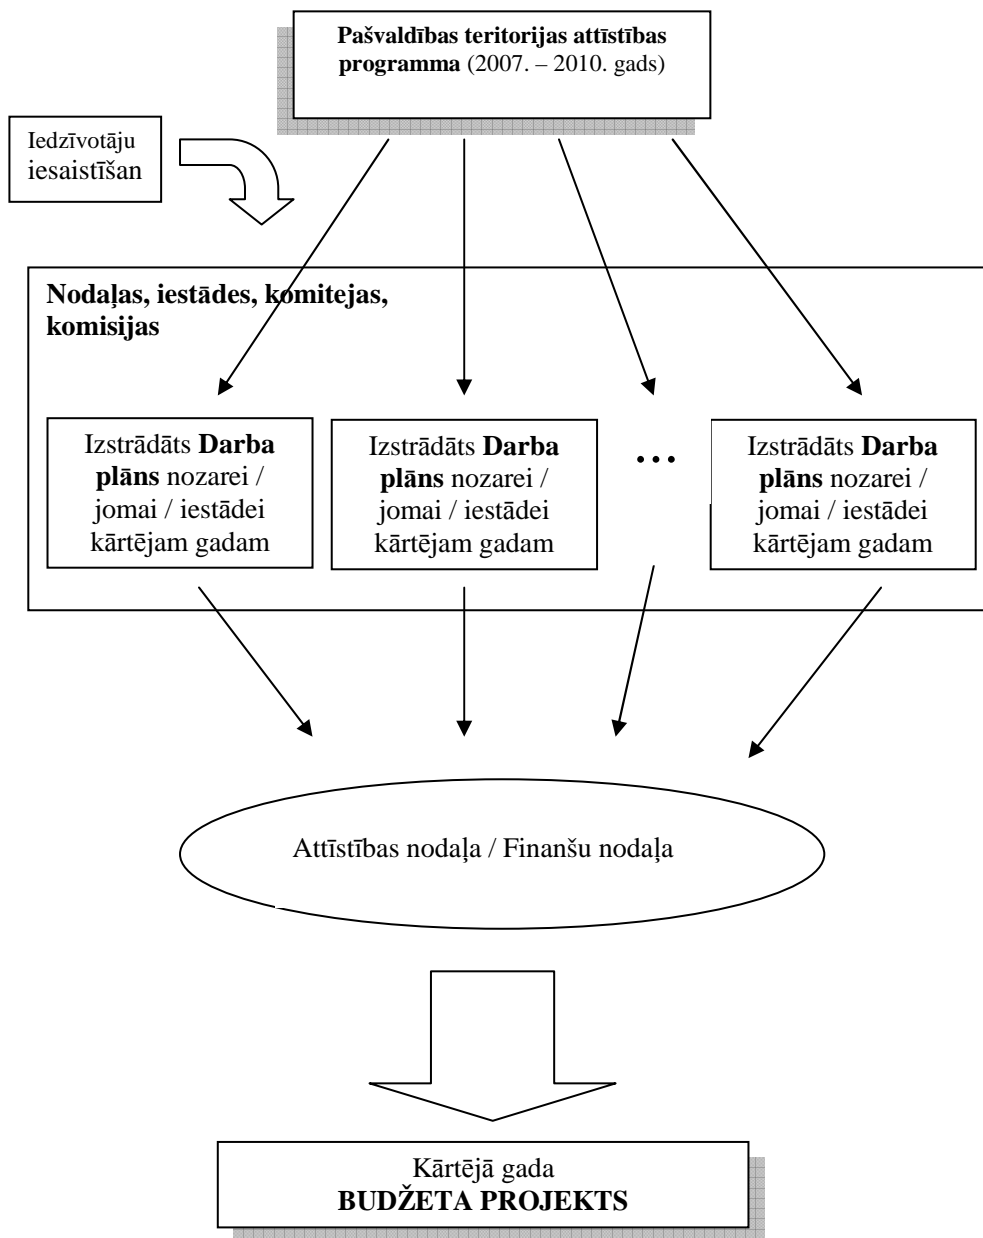 Pašvaldības teritorijas attīstības
programma (2007. – 2010. gads)
Iedzīvotāju
iesaistīšan
Nodaļas, iestādes, komitejas,
komisijas
Izstrādāts Darba
plāns nozarei /
jomai / iestādei
kārtējam gadam
Izstrādāts Darba
plāns nozarei /
jomai / iestādei
kārtējam gadam
...
Izstrādāts Darba
plāns nozarei /
jomai / iestādei
kārtējam gadam
Attīstības nodaļa / Finanšu nodaļa
Kārtējā gada
BUDŽETA PROJEKTS